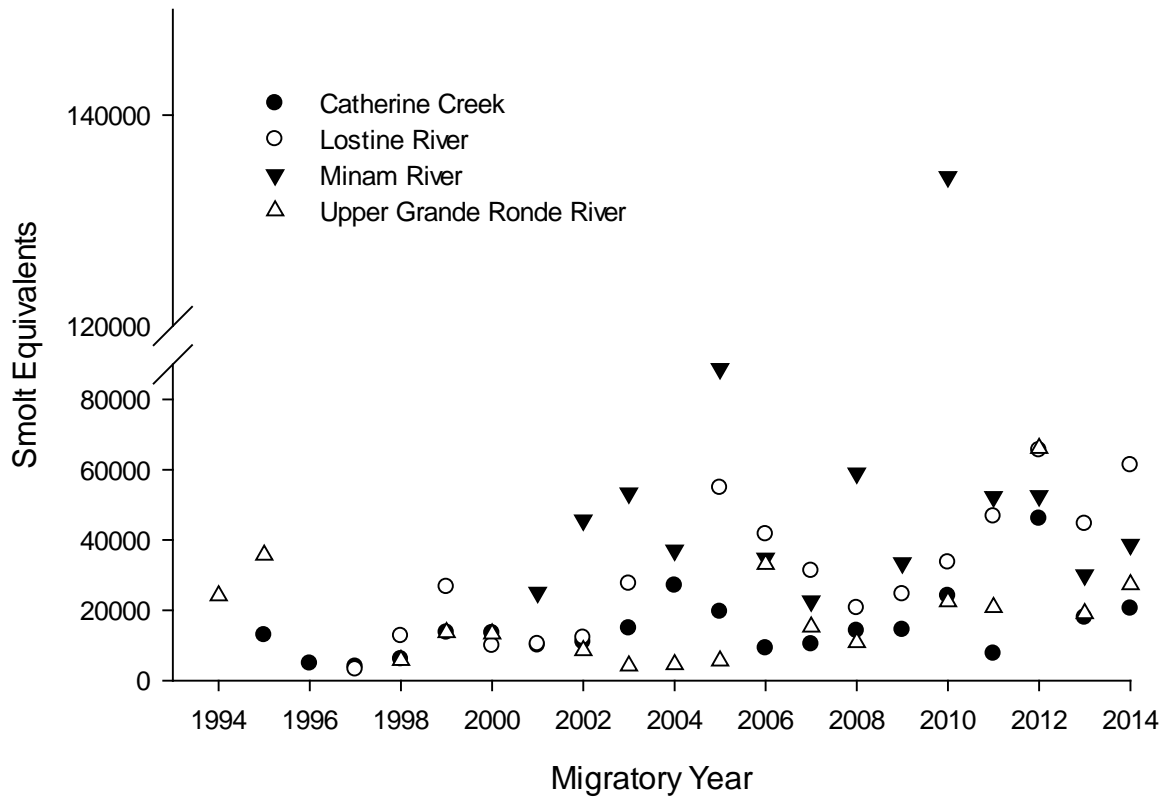 140000
120000
80000
60000
40000
20000
0
Smolt Equivalents
Catherine Creek
Lostine River
Minam River
Upper Grande Ronde River
1994 1996 1998 2000 2002 2004 2006 2008 2010 2012 2014
Migratory Year